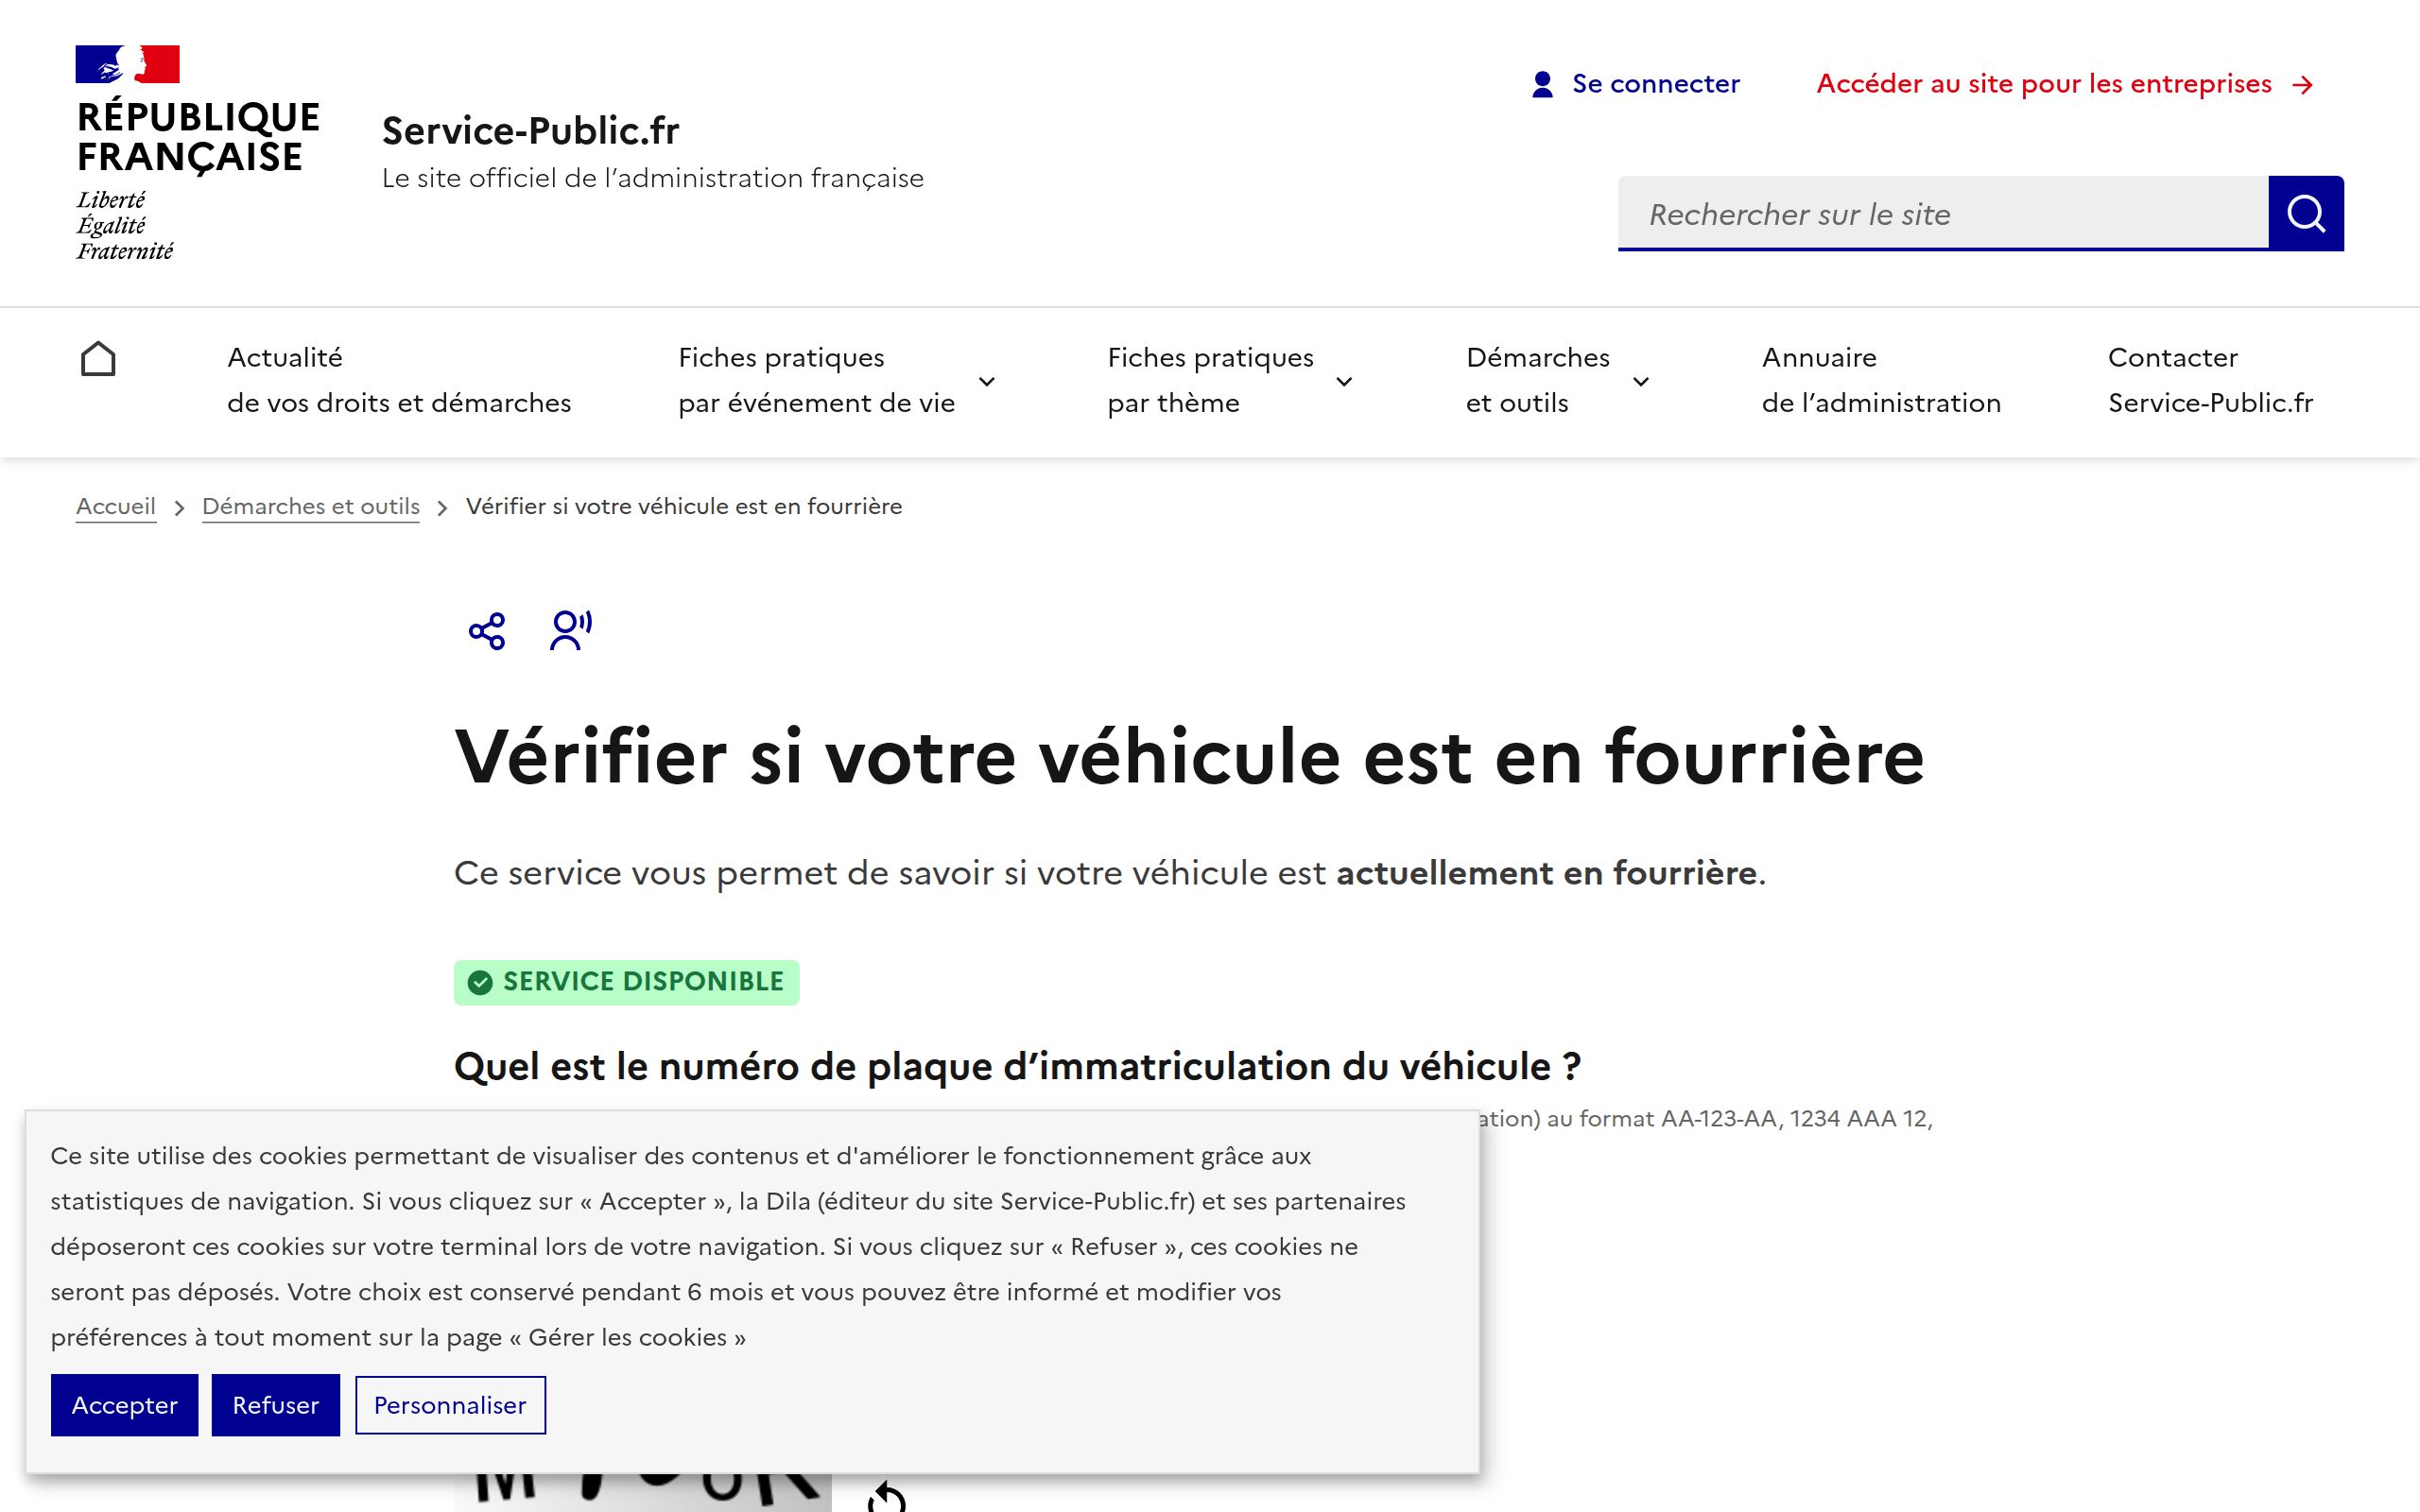 RÉPUBLIQUE
FRANÇAISE
Liberté
Égalité
Fraternité
Service-Public.fr
Le site officiel de l’administration française
Se connecter
Accéder au site pour les entreprises
Rechercher sur le site
Actualité
de vos droits et démarches
Fiches pratiques
par événement de vie
Fiches pratiques
par thème
Démarches
et outils
Annuaire
de l’administration
Contacter
Service-Public.fr
Accueil
Démarches et outils
Vérifier si votre véhicule est en fourrière
Vérifier si votre véhicule est en fourrière
Ce service vous permet de savoir si votre véhicule est actuellement en fourrière.
SERVICE DISPONIBLE
Quel est le numéro de plaque d’immatriculation du véhicule ?
ation) au format AA-123-AA, 1234 AAA 12,
Ce site utilise des cookies permettant de visualiser des contenus et d'améliorer le fonctionnement grâce aux
statistiques de navigation. Si vous cliquez sur « Accepter », la Dila (éditeur du site Service-Public.fr) et ses partenaires
déposeront ces cookies sur votre terminal lors de votre navigation. Si vous cliquez sur « Refuser », ces cookies ne
seront pas déposés. Votre choix est conservé pendant 6 mois et vous pouvez être informé et modifier vos
préférences à tout moment sur la page « Gérer les cookies »
Accepter
Refuser
Personnaliser